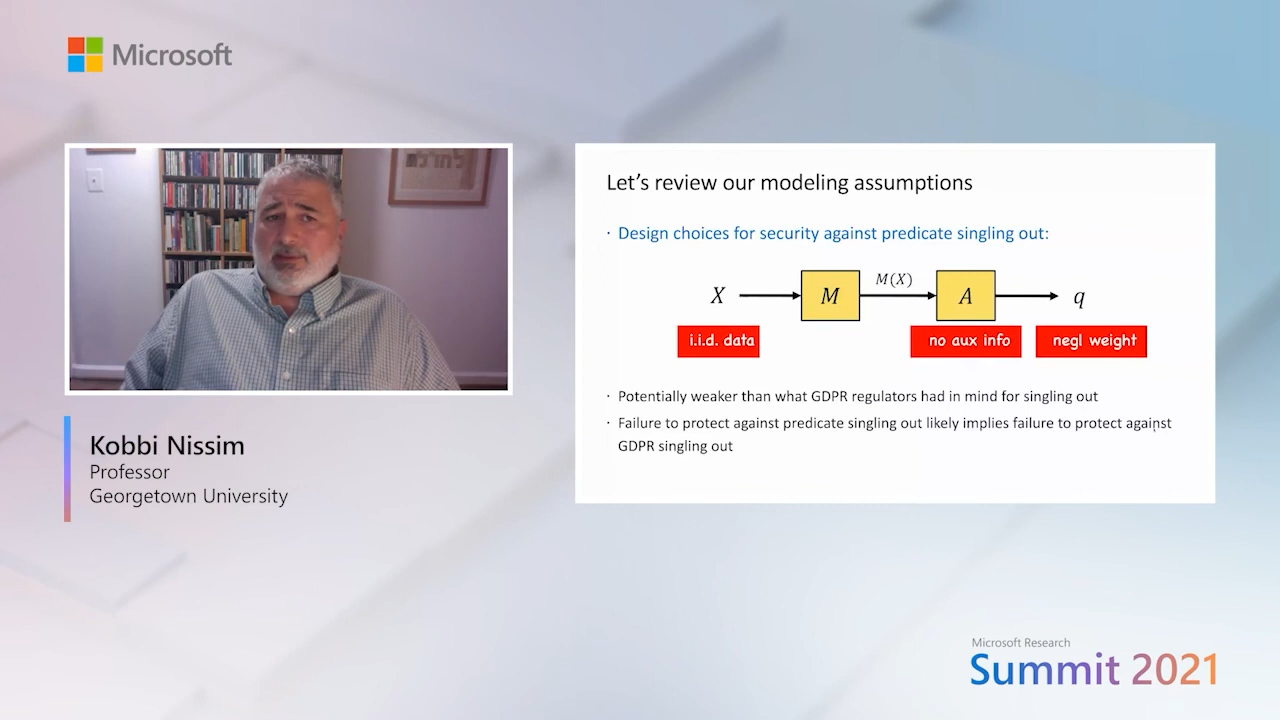 Microsoft
Let's review our modeling assumptions
· Design choices for security against predicate singling out:
X M M(X) A q
i.i.d. data no aux info negl weight
· Potentially weaker than what GDPR regulators had in mind for singling out
· Failure to protect against predicate singling out likely implies failure to protect against
GDPR singling out
Kobbi Nissim
Professor
Georgetown University
Microsoft Research
Summit 2021